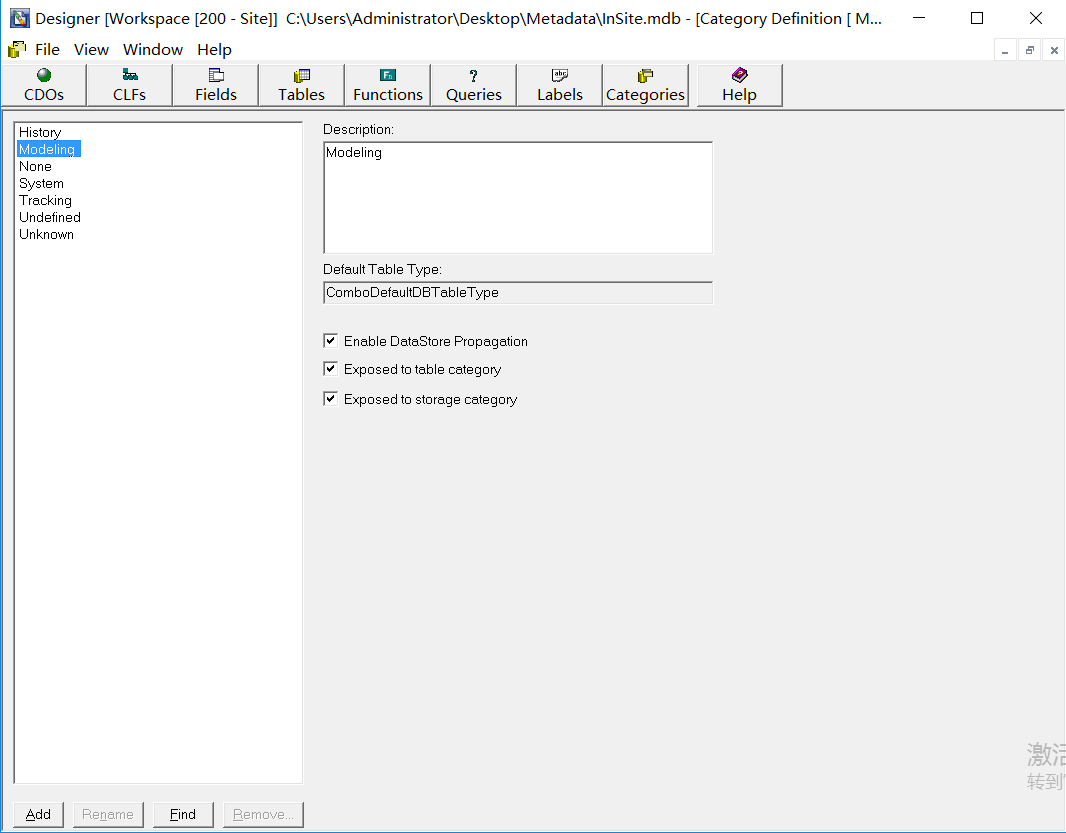 Designer [Workspace [200 - Site]]  C:\Users\Administrator\Desktop\Metadata\InSite.mdb - [Category Definition [ M...
File View Window Help
CDOs CLFs Fields Tables Functions Queries Labels Categories Help
History
Modeling
None
System
Tracking
Undefined
Unknown
Description:
Modeling
Default Table Type:
ComboDefaultDBTableType
Enable DataStore Propagation
Exposed to table category
Exposed to storage category
Add Rename Find Remove...
激活
转到